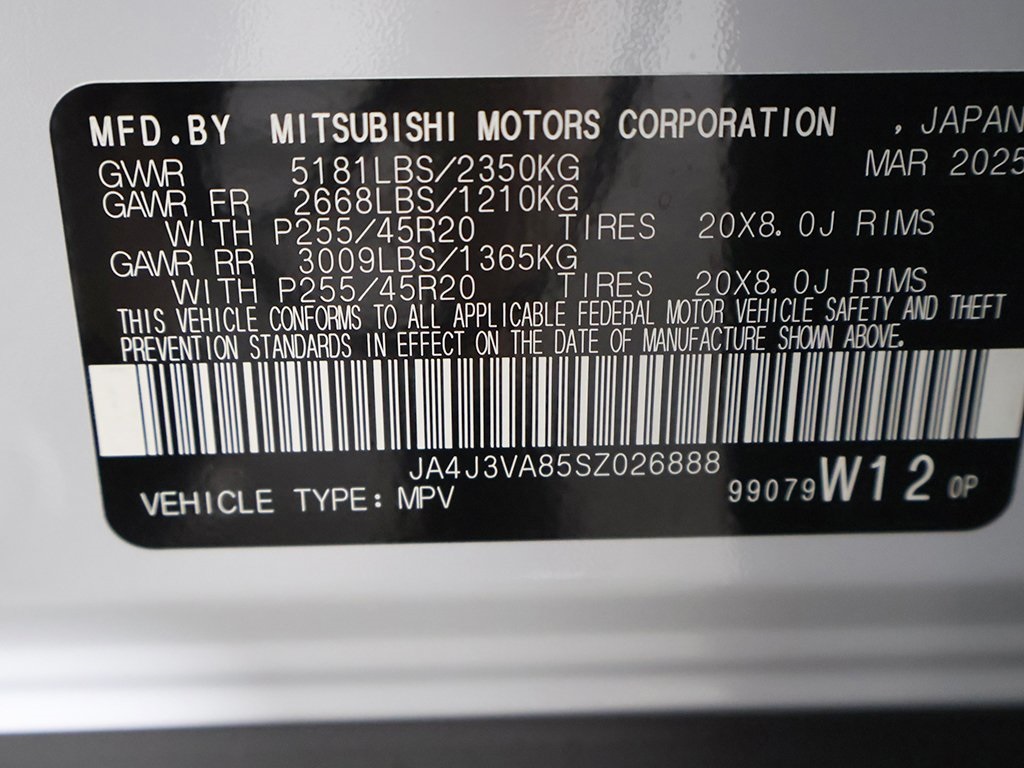 MFD.BY MITSUBISHI MOTORS CORPORATION , JAPAN
GVWR 5181LBS/2350KG MAR 2025
GAWR FR 2668LBS/1210KG
WITH P255/45R20 TIRES 20X8.0J RIMS
GAWR RR 3009LBS/1365KG
WITH P255/45R20 TIRES 20X8.0J RIMS
THIS VEHICLE CONFORMS TO ALL APPLICABLE FEDERAL MOTOR VEHICLE SAFETY AND THEFT
PREVENTION STANDARDS IN EFFECT ON THE DATE OF MANUFACTURE SHOWN ABOVE.
JA4J3VA85SZ026888
VEHICLE TYPE: MPV 99079 W12 0P